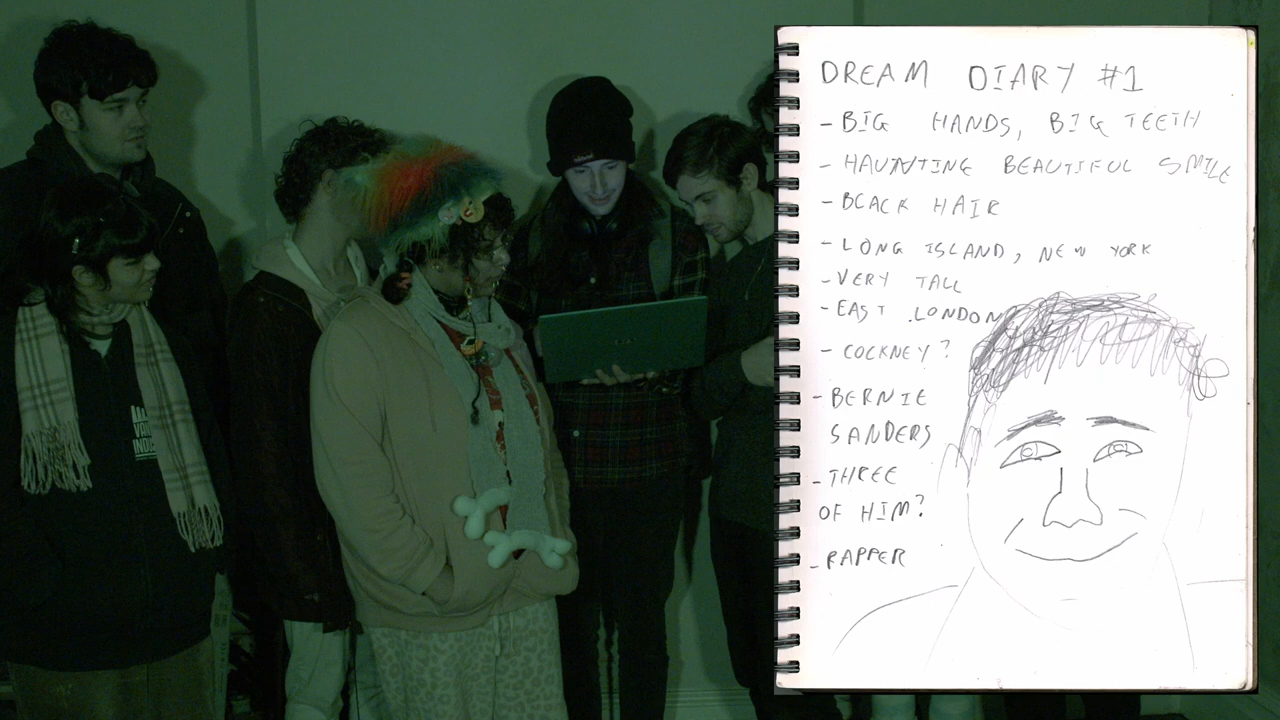 DREAM DIARY #1
- BIG HANDS, BIG TEETH
- HAUNTING BEAUTIFUL SMILE
- BLACK HAIR
- LONG ISLAND, NEW YORK
- VERY TALL
- EAST LONDON
- COCKNEY?
- BERNIE
SANDERS
- THREE
OF HIM?
- RAPPER